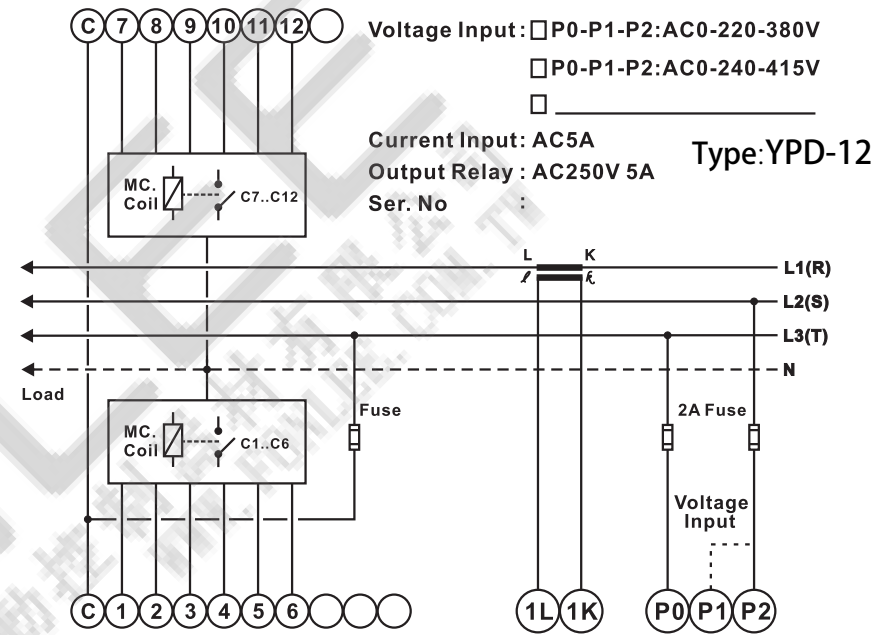 C 7 8 9 10 11 12
Voltage Input: P0-P1-P2:AC0-220-380V
P0-P1-P2:AC0-240-415V
Current Input: AC5A
Output Relay : AC250V 5A
Ser. No :
Type:YPD-12
MC. Coil C7..C12
L K
ℓ k
L1(R)
L2(S)
L3(T)
N
Load
MC. Coil C1..C6
Fuse
2A Fuse
Voltage
Input
C 1 2 3 4 5 6
1L 1K
P0 P1 P2